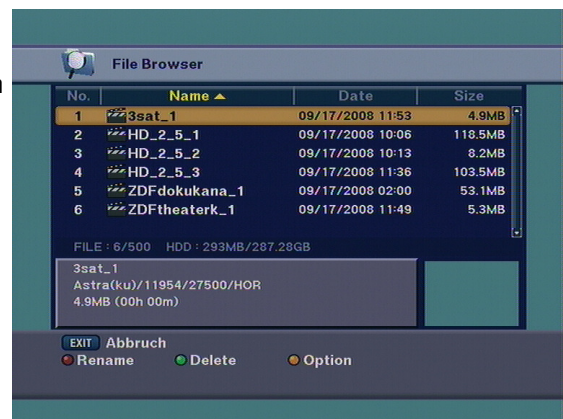 File Browser
No. Name Date Size
1 3sat_1 09/17/2008 11:53 4.9MB
2 HD_2_5_1 09/17/2008 10:06 118.5MB
3 HD_2_5_2 09/17/2008 10:13 8.2MB
4 HD_2_5_3 09/17/2008 11:36 103.5MB
5 ZDFdokukana_1 09/17/2008 02:00 53.1MB
6 ZDFtheaterk_1 09/17/2008 11:49 5.3MB
FILE : 6/500 HDD : 293MB/287.28GB
3sat_1
Astra(ku)/11954/27500/HOR
4.9MB (00h 00m)
EXIT Abbruch
Rename Delete Option